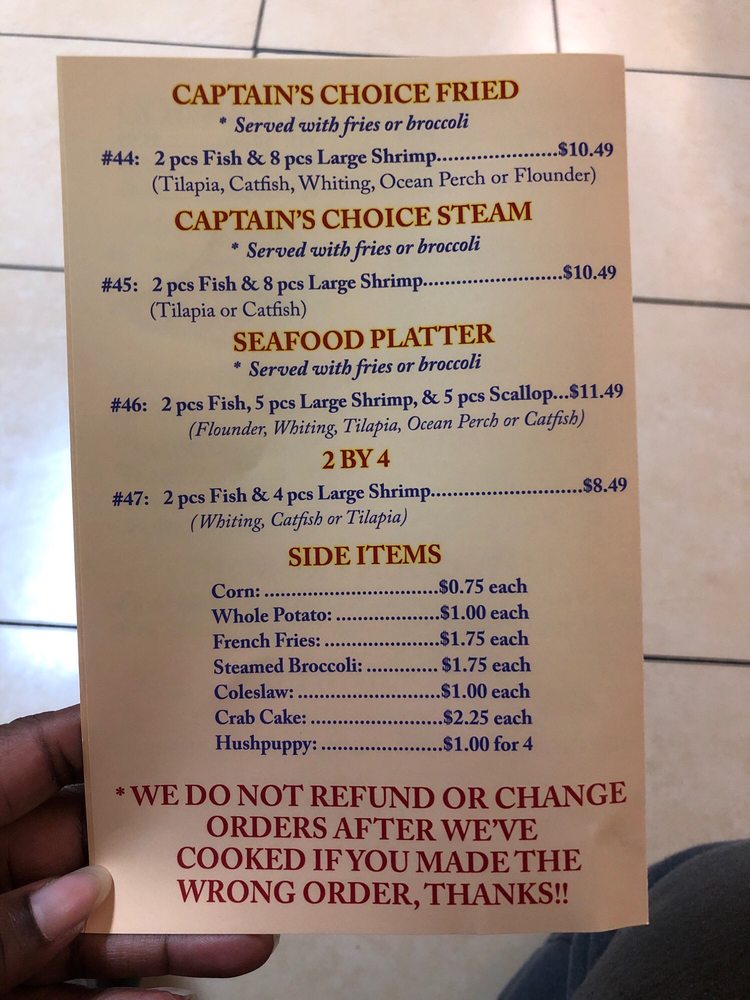 CAPTAIN'S CHOICE FRIED
* Served with fries or broccoli
#44: 2 pcs Fish & 8 pcs Large Shrimp......................$10.49
(Tilapia, Catfish, Whiting, Ocean Perch or Flounder)
CAPTAIN'S CHOICE STEAM
* Served with fries or broccoli
#45: 2 pcs Fish & 8 pcs Large Shrimp.........................$10.49
(Tilapia or Catfish)
SEAFOOD PLATTER
* Served with fries or broccoli
#46: 2 pcs Fish, 5 pcs Large Shrimp, & 5 pcs Scallop...$11.49
(Flounder, Whiting, Tilapia, Ocean Perch or Catfish)
2 BY 4
#47: 2 pcs Fish & 4 pcs Large Shrimp............................$8.49
(Whiting, Catfish or Tilapia)
SIDE ITEMS
Corn: ................................$0.75 each
Whole Potato: ...................$1.00 each
French Fries: .....................$1.75 each
Steamed Broccoli: ............. $1.75 each
Coleslaw: ..........................$1.00 each
Crab Cake: ........................$2.25 each
Hushpuppy: ......................$1.00 for 4
* WE DO NOT REFUND OR CHANGE
ORDERS AFTER WE'VE
COOKED IF YOU MADE THE
WRONG ORDER, THANKS!!